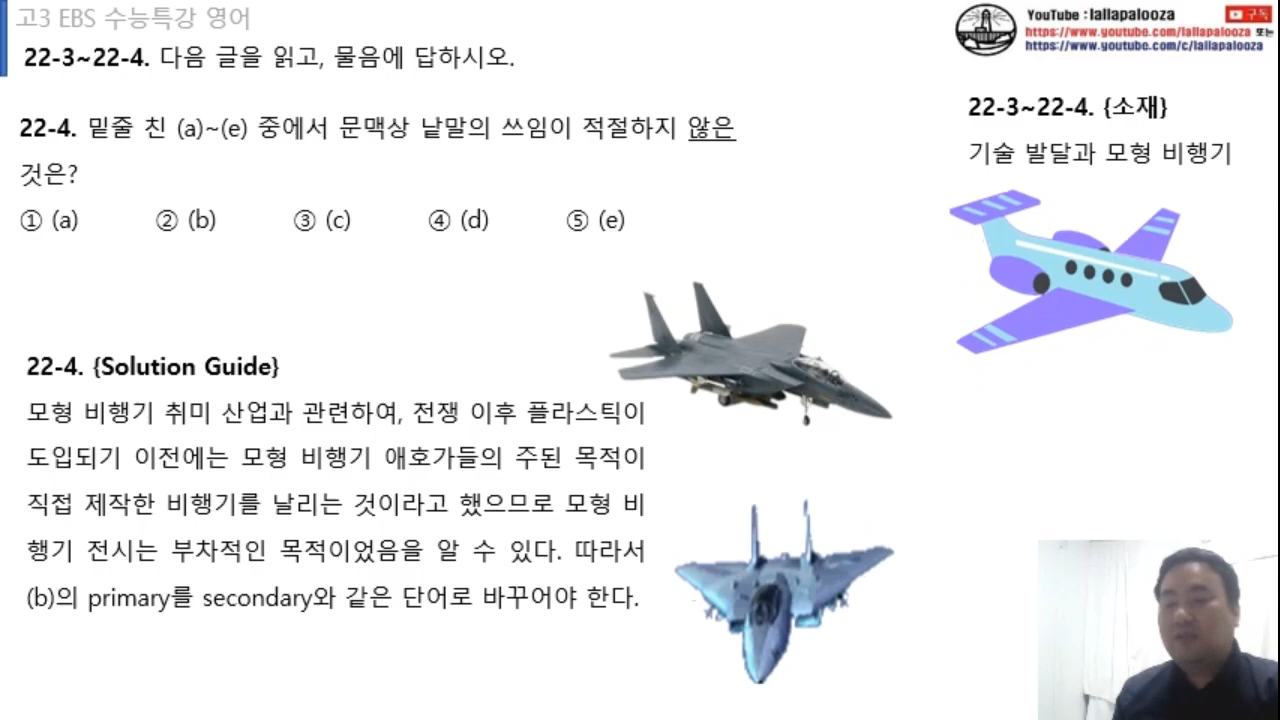 고3 EBS 수능특강 영어
22-3~22-4. 다음 글을 읽고, 물음에 답하시오.
22-4. 밑줄 친 (a)~(e) 중에서 문맥상 낱말의 쓰임이 적절하지 않은
것은?
① (a) ② (b) ③ (c) ④ (d) ⑤ (e)
22-4. {Solution Guide}
모형 비행기 취미 산업과 관련하여, 전쟁 이후 플라스틱이
도입되기 이전에는 모형 비행기 애호가들의 주된 목적이
직접 제작한 비행기를 날리는 것이라고 했으므로 모형 비
행기 전시는 부차적인 목적이었음을 알 수 있다. 따라서
(b)의 primary를 secondary와 같은 단어로 바꾸어야 한다.
YouTube : lallapalooza
구독
https://www.youtube.com/lallapalooza 또는
https://www.youtube.com/c/lallapalooza
22-3~22-4. {소재}
기술 발달과 모형 비행기